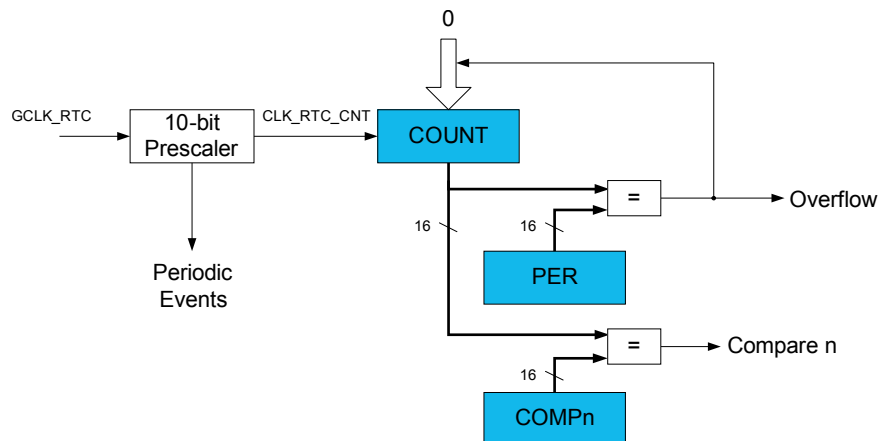 0
GCLK_RTC
10-bit
Prescaler
CLK_RTC_CNT
COUNT
=
Overflow
16
16
PER
Periodic
Events
=
Compare n
16
COMPn